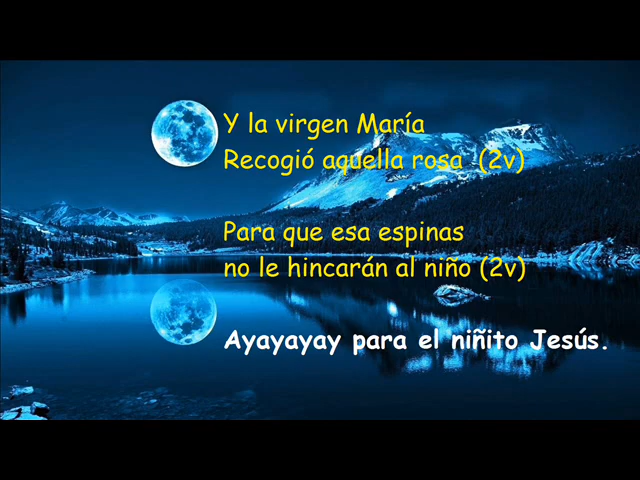 Y la virgen María
Recogió aquella rosa (2v)
Para que esa espinas
no le hincarán al niño (2v)
Ayayayay para el niñito Jesús.